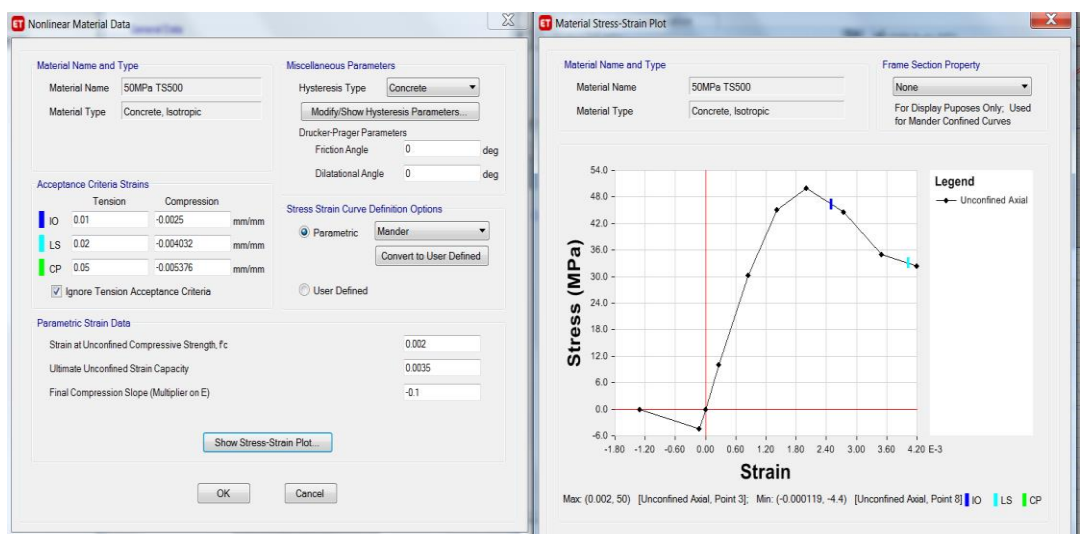 ET Nonlinear Material Data
Material Name and Type
Material Name 50MPa TS500
Material Type Concrete, Isotropic
Miscellaneous Parameters
Hysteresis Type Concrete
Modify/Show Hysteresis Parameters...
Drucker-Prager Parameters
Friction Angle 0 deg
Dilatational Angle 0 deg
Acceptance Criteria Strains
Tension Compression
IO 0.01 -0.0025 mm/mm
LS 0.02 -0.004032 mm/mm
CP 0.05 -0.005376 mm/mm
Ignore Tension Acceptance Criteria
Stress Strain Curve Definition Options
Parametric Mander
Convert to User Defined
User Defined
Parametric Strain Data
Strain at Unconfined Compressive Strength, f'c 0.002
Ultimate Unconfined Strain Capacity 0.0035
Final Compression Slope (Multiplier on E) -0.1
Show Stress-Strain Plot...
OK Cancel
ET Material Stress-Strain Plot
Material Name and Type
Material Name 50MPa TS500
Material Type Concrete, Isotropic
Frame Section Property
None
For Display Puposes Only; Used
for Mander Confined Curves
54.0
48.0
42.0
36.0
30.0
24.0
18.0
12.0
6.0
0.0
-6.0
Stress (MPa)
-1.80 -1.20 -0.60 0.00 0.60 1.20 1.80 2.40 3.00 3.60 4.20 E-3
Strain
Legend
Unconfined Axial
Max: (0.002, 50) [Unconfined Axial, Point 3]; Min: (-0.000119, -4.4) [Unconfined Axial, Point 8] IO LS CP